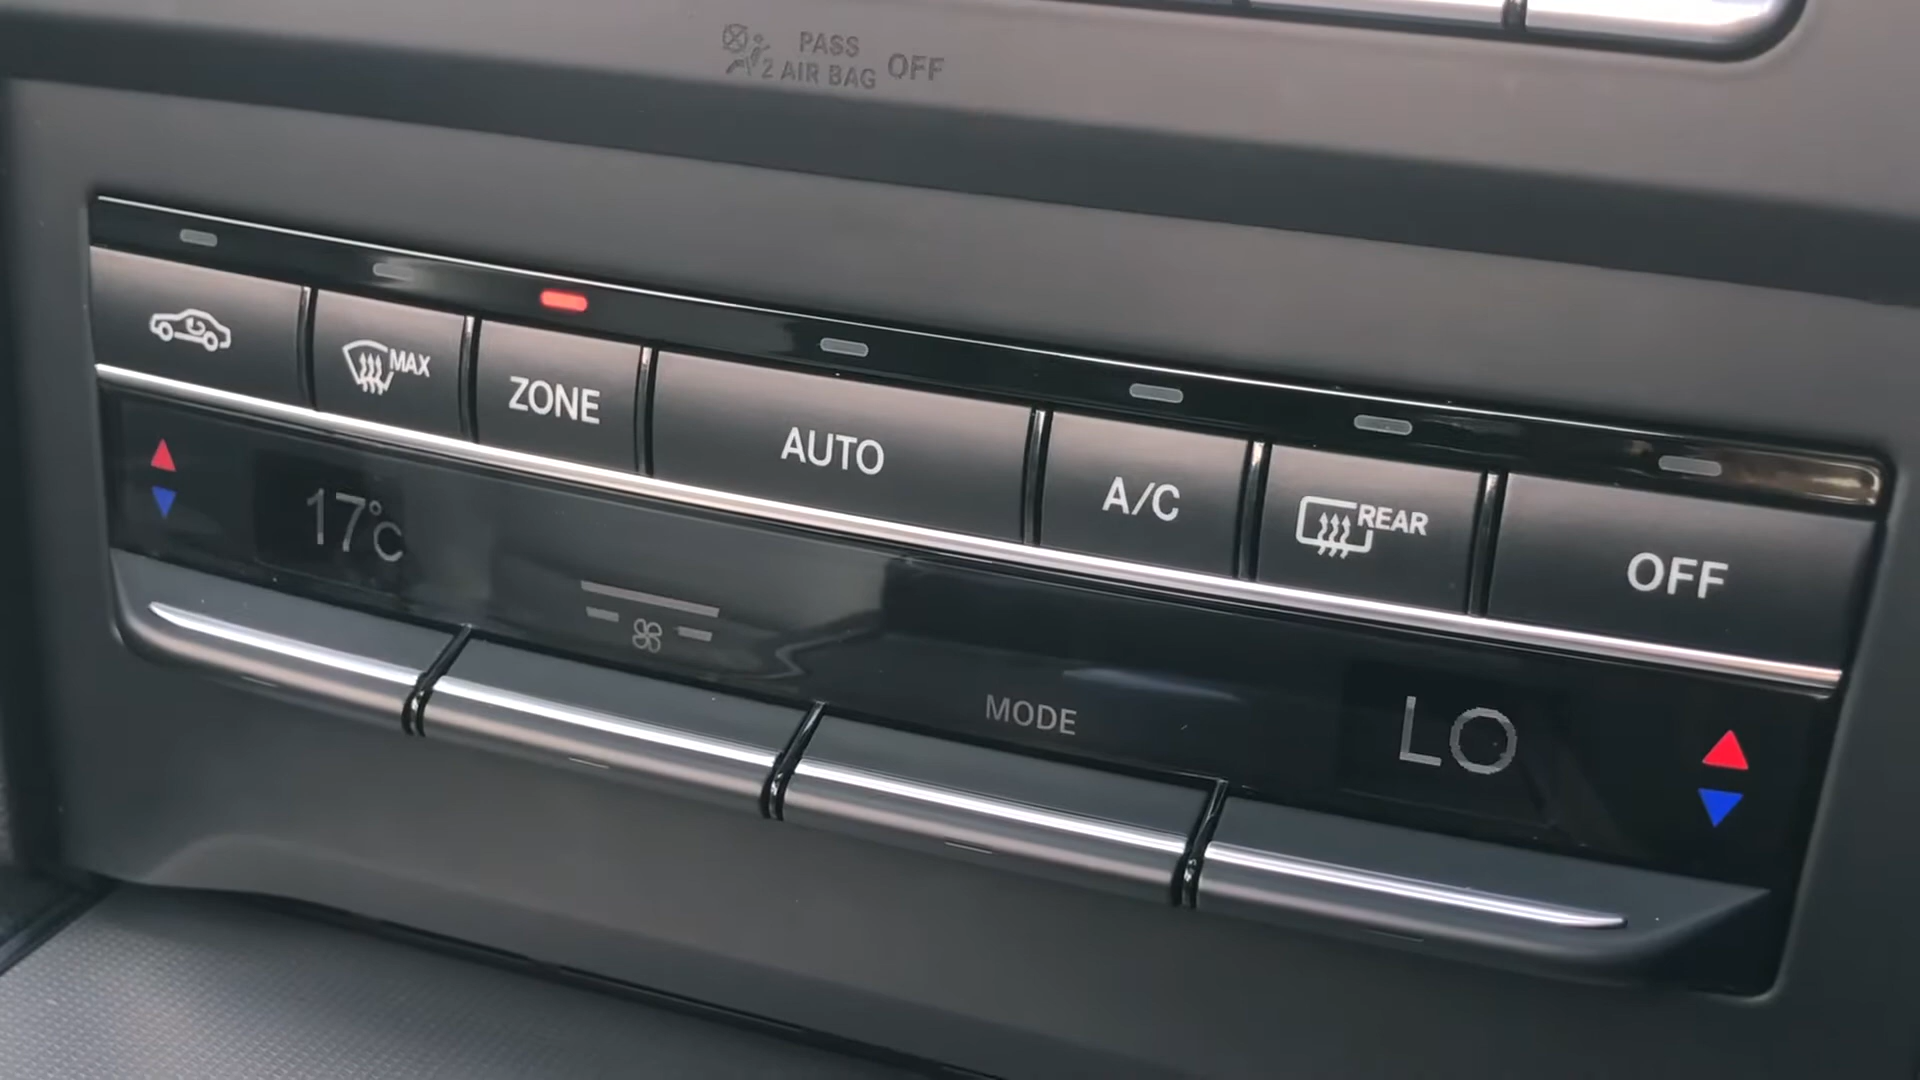 PASS
2 AIR BAG OFF
MAX
ZONE
AUTO
A/C
REAR
OFF
17°C
MODE
LO